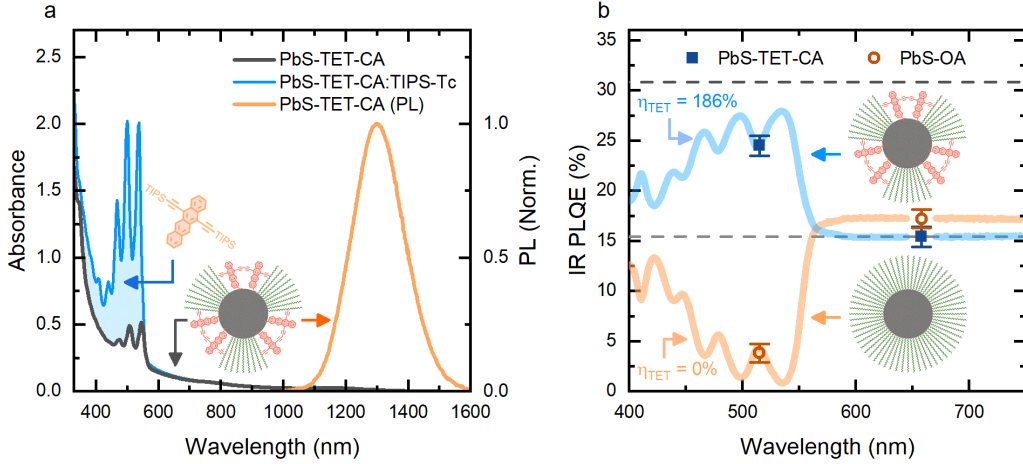 a
PbS-TET-CA
PbS-TET-CA:TIPS-Tc
PbS-TET-CA (PL)
TIPS
TIPS
Absorbance
0.0
0.5
1.0
1.5
2.0
2.5
PL (Norm.)
0.0
0.5
1.0
400
600
800
1000
1200
1400
1600
Wavelength (nm)
b
PbS-TET-CA
PbS-OA
ηTET = 186%
ηTET = 0%
IR PLQE (%)
0
5
10
15
20
25
30
35
400
500
600
700
Wavelength (nm)